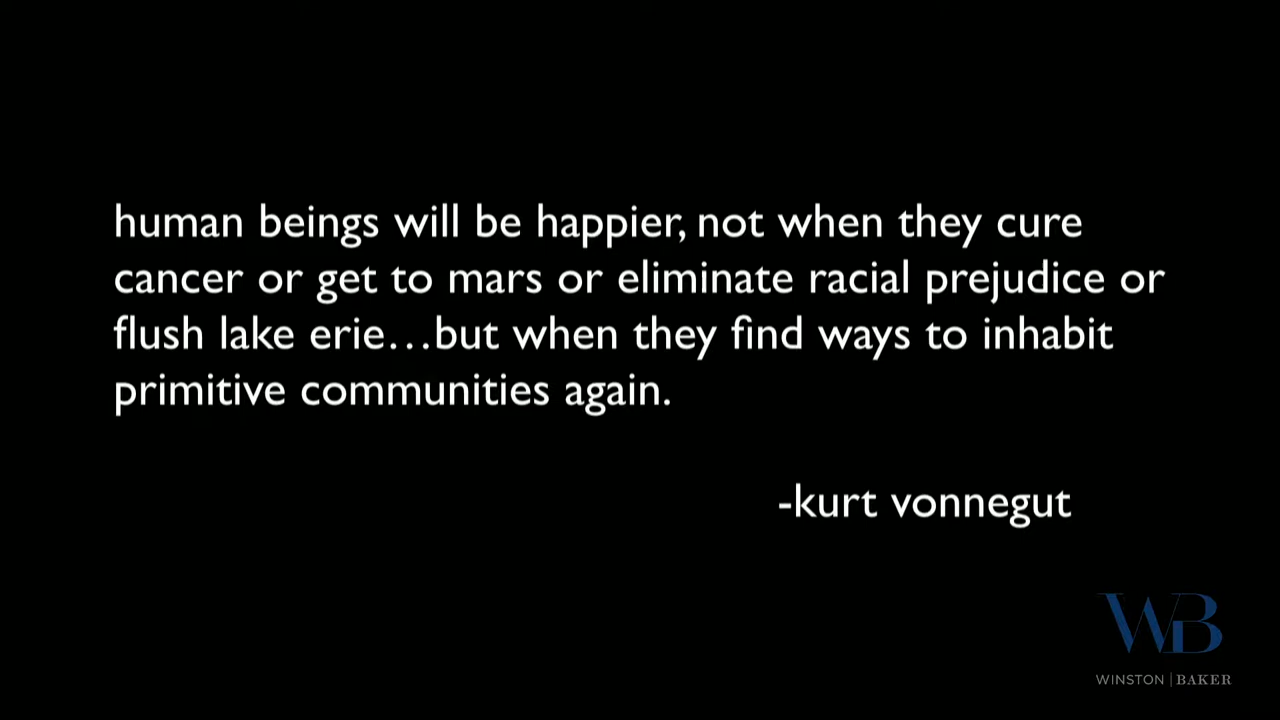 human beings will be happier, not when they cure
cancer or get to mars or eliminate racial prejudice or
flush lake erie...but when they find ways to inhabit
primitive communities again.
-kurt vonnegut
WB
WINSTON | BAKER